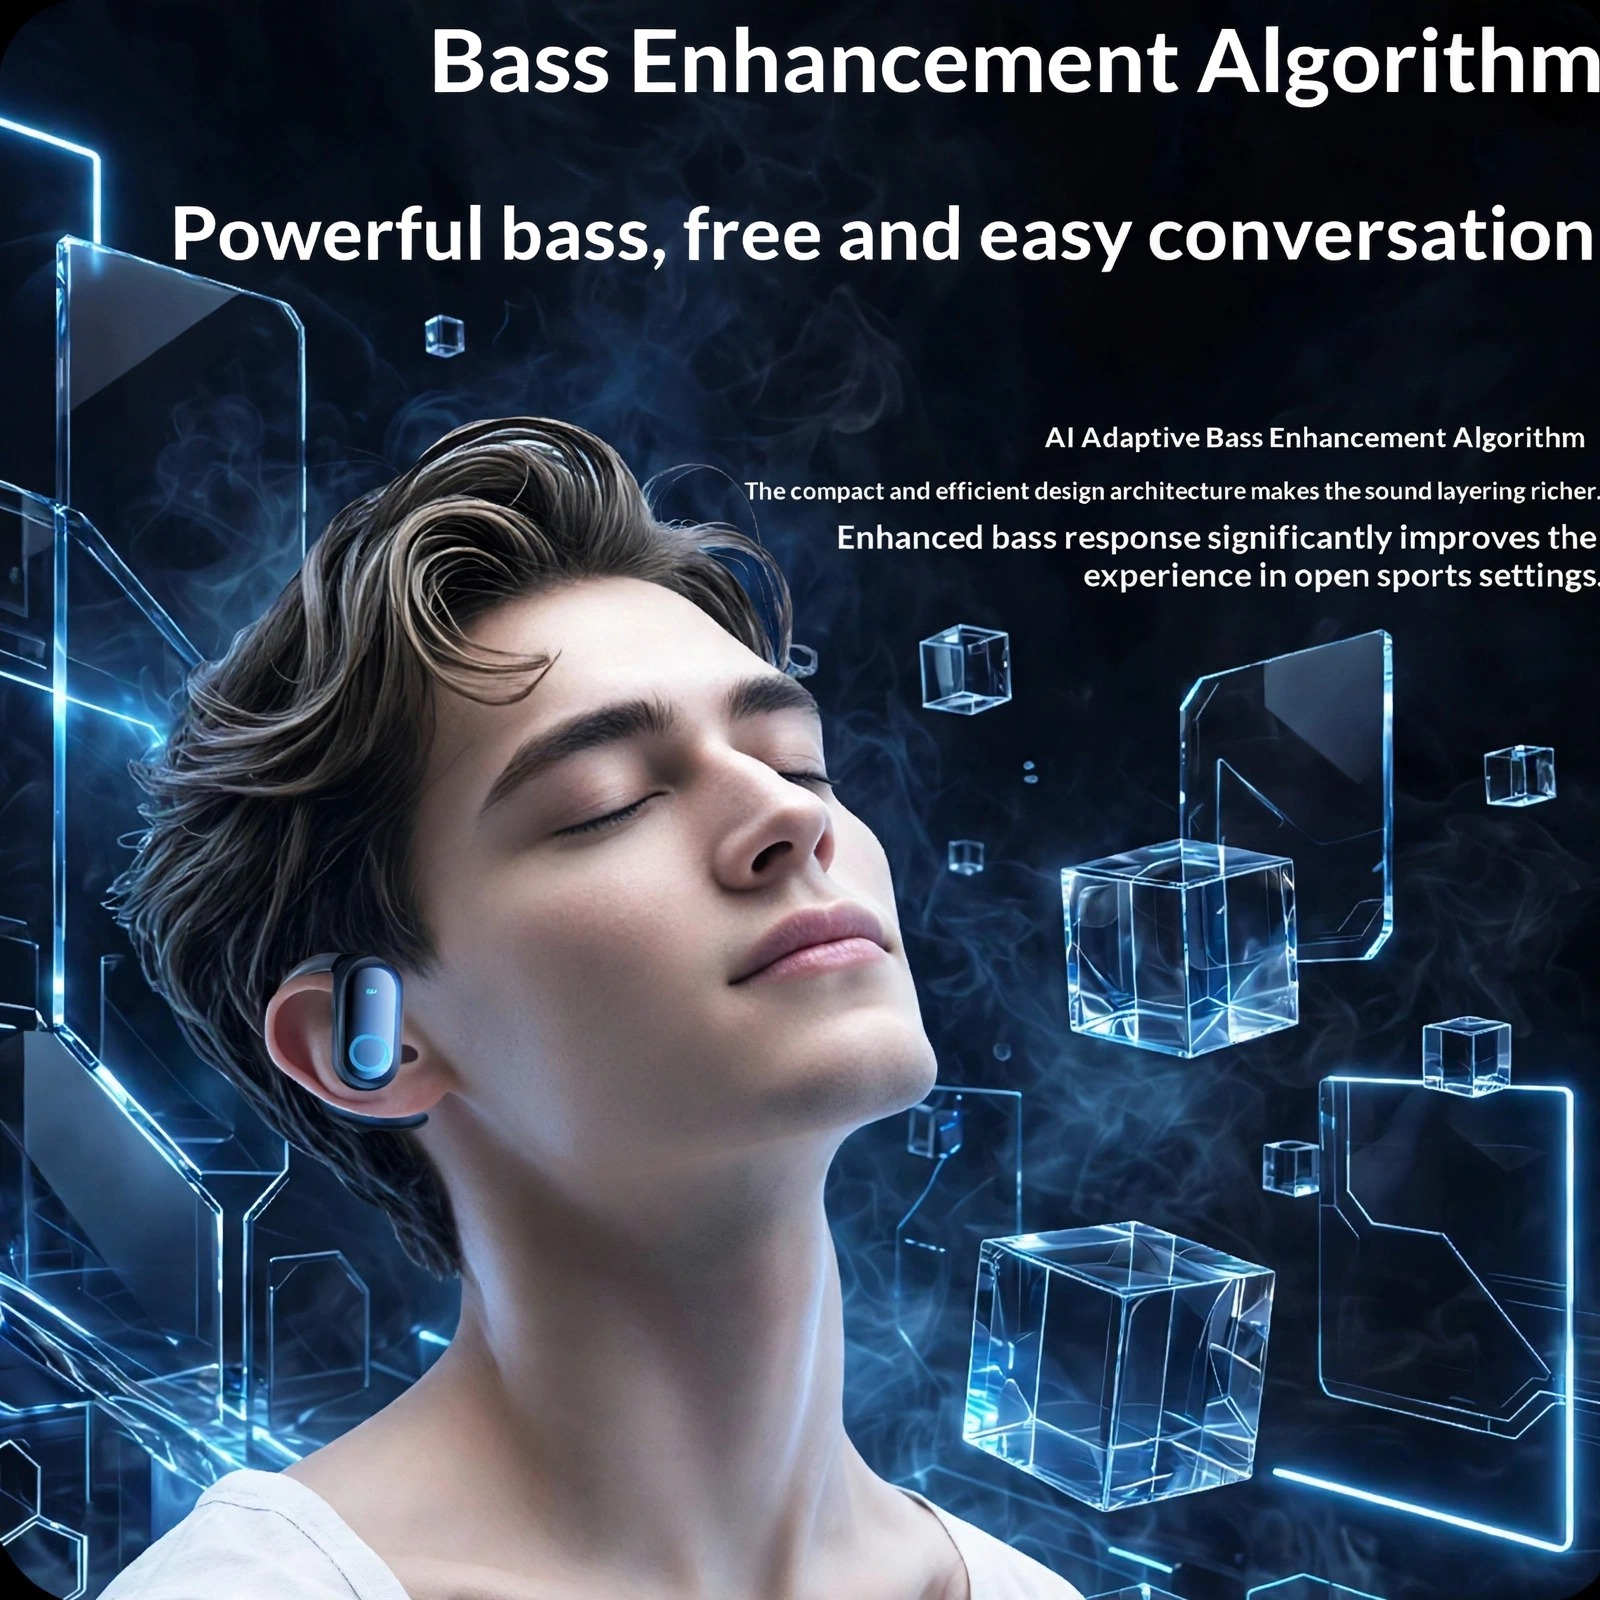 Bass Enhancement Algorithm
Powerful bass, free and easy conversation
AI Adaptive Bass Enhancement Algorithm
The compact and efficient design architecture makes the sound layering richer.
Enhanced bass response significantly improves the
experience in open sports settings.